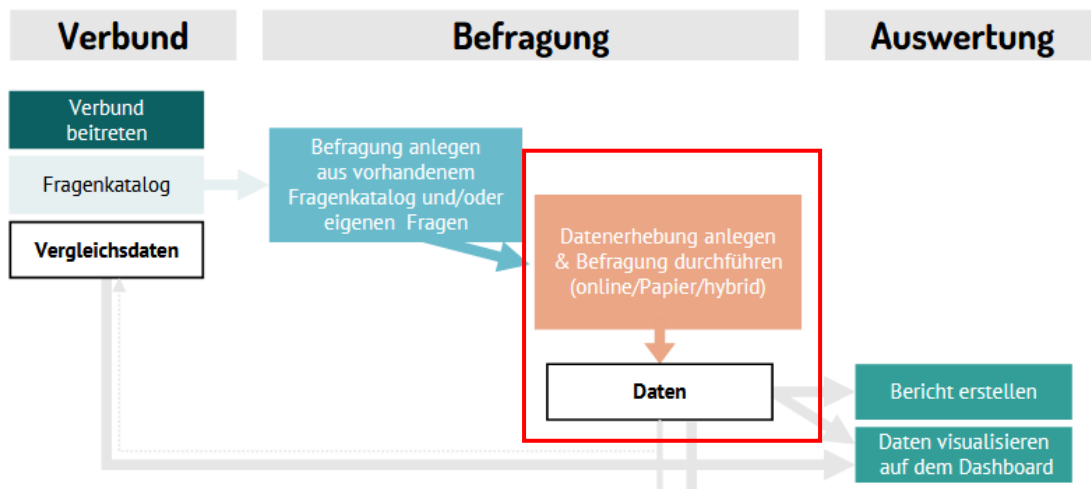 Verbund
Befragung
Auswertung
Verbund
beitreten
Fragenkatalog
Vergleichsdaten
Befragung anlegen
aus vorhandenem
Fragenkatalog und/oder
eigenen Fragen
Datenerhebung anlegen
& Befragung durchführen
(online/Papier/hybrid)
Daten
Bericht erstellen
Daten visualisieren
auf dem Dashboard